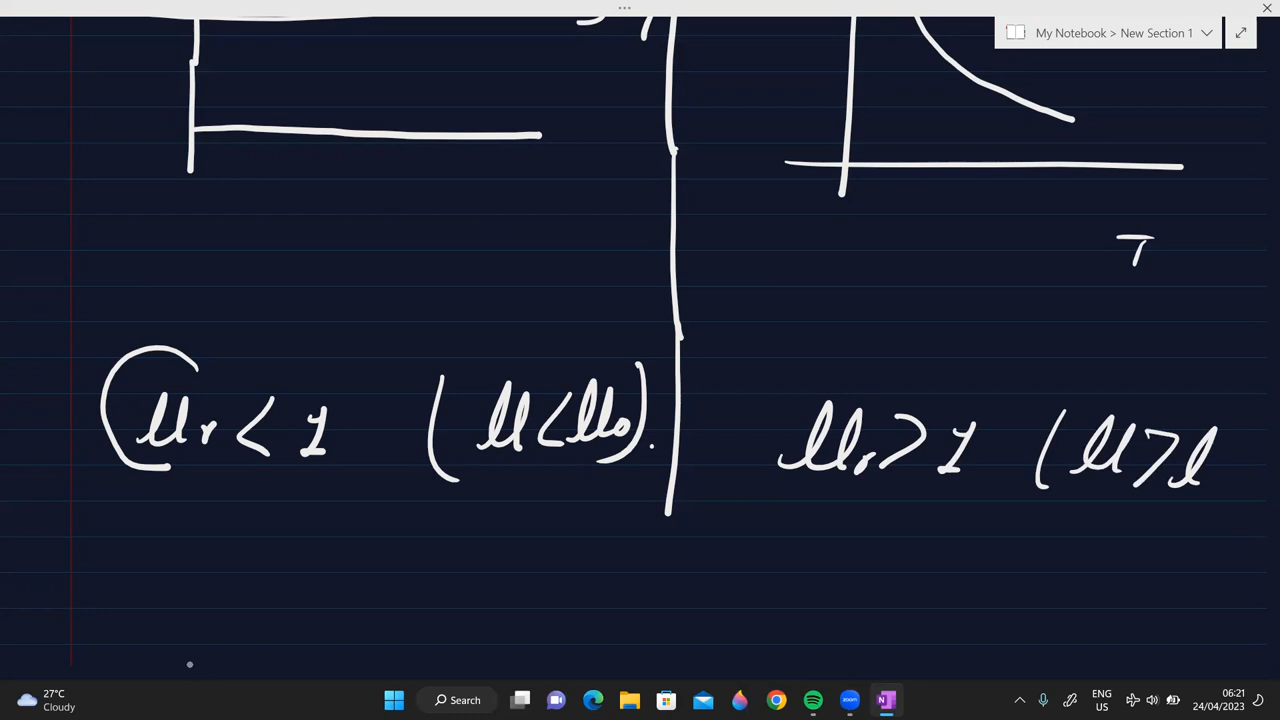 My Notebook > New Section 1
T
μr < 1 (μ < μ0). μr > 1 (μ >
27°C
Cloudy
Search
ENG
US
06:21
24/04/2023